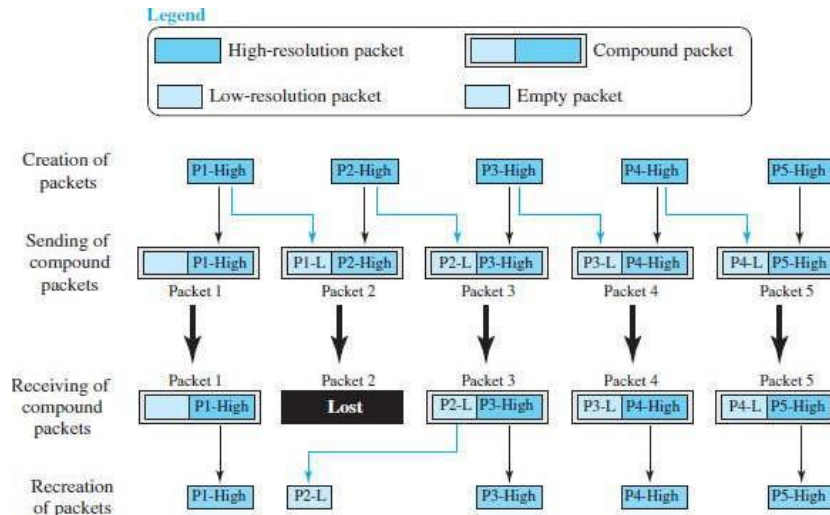 Legend
High-resolution packet
Compound packet
Low-resolution packet
Empty packet
Creation of
packets
P1-High
P2-High
P3-High
P4-High
P5-High
Sending of
compound
packets
P1-High
P1-L P2-High
P2-L P3-High
P3-L P4-High
P4-L P5-High
Packet 1
Packet 2
Packet 3
Packet 4
Packet 5
Receiving of
compound
packets
Packet 1
Packet 2
Packet 3
Packet 4
Packet 5
P1-High
Lost
P2-L P3-High
P3-L P4-High
P4-L P5-High
Recreation
of packets
P1-High
P2-L
P3-High
P4-High
P5-High